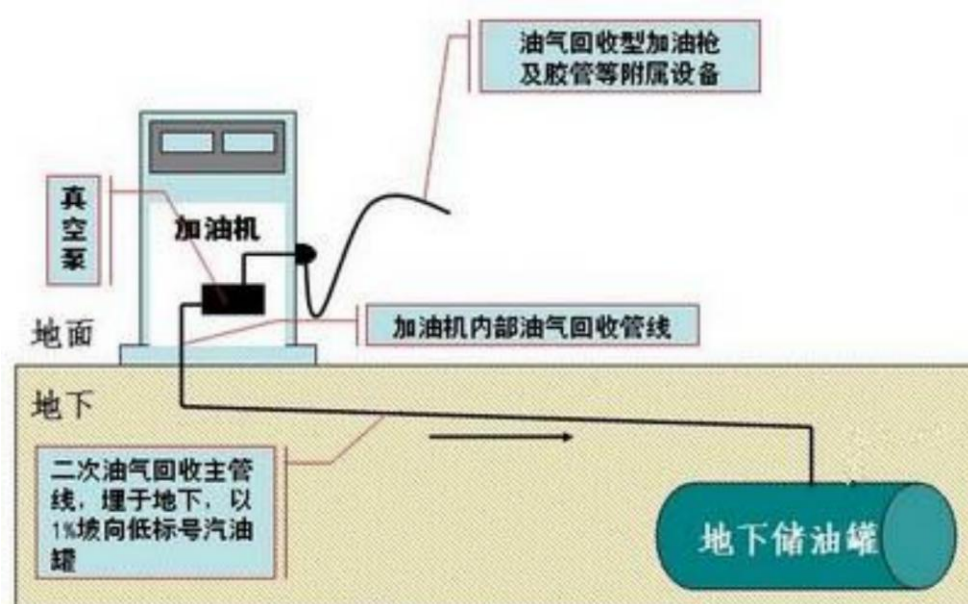 油气回收型加油枪
及胶管等附属设备
真
空
泵
加油机
加油机内部油气回收管线
地面
地下
二次油气回收主管
线，埋于地下，以
1%坡向低标号汽油
罐
地下储油罐